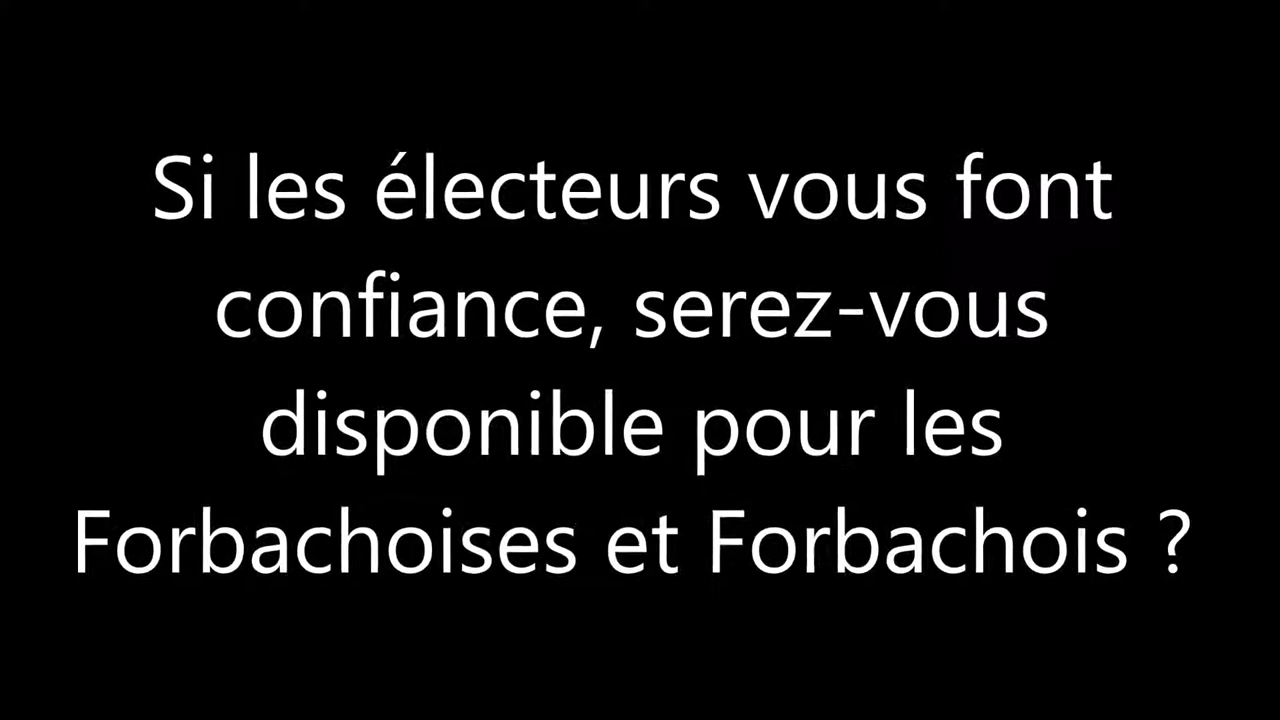 Si les électeurs vous font
confiance, serez-vous
disponible pour les
Forbachoises et Forbachois ?